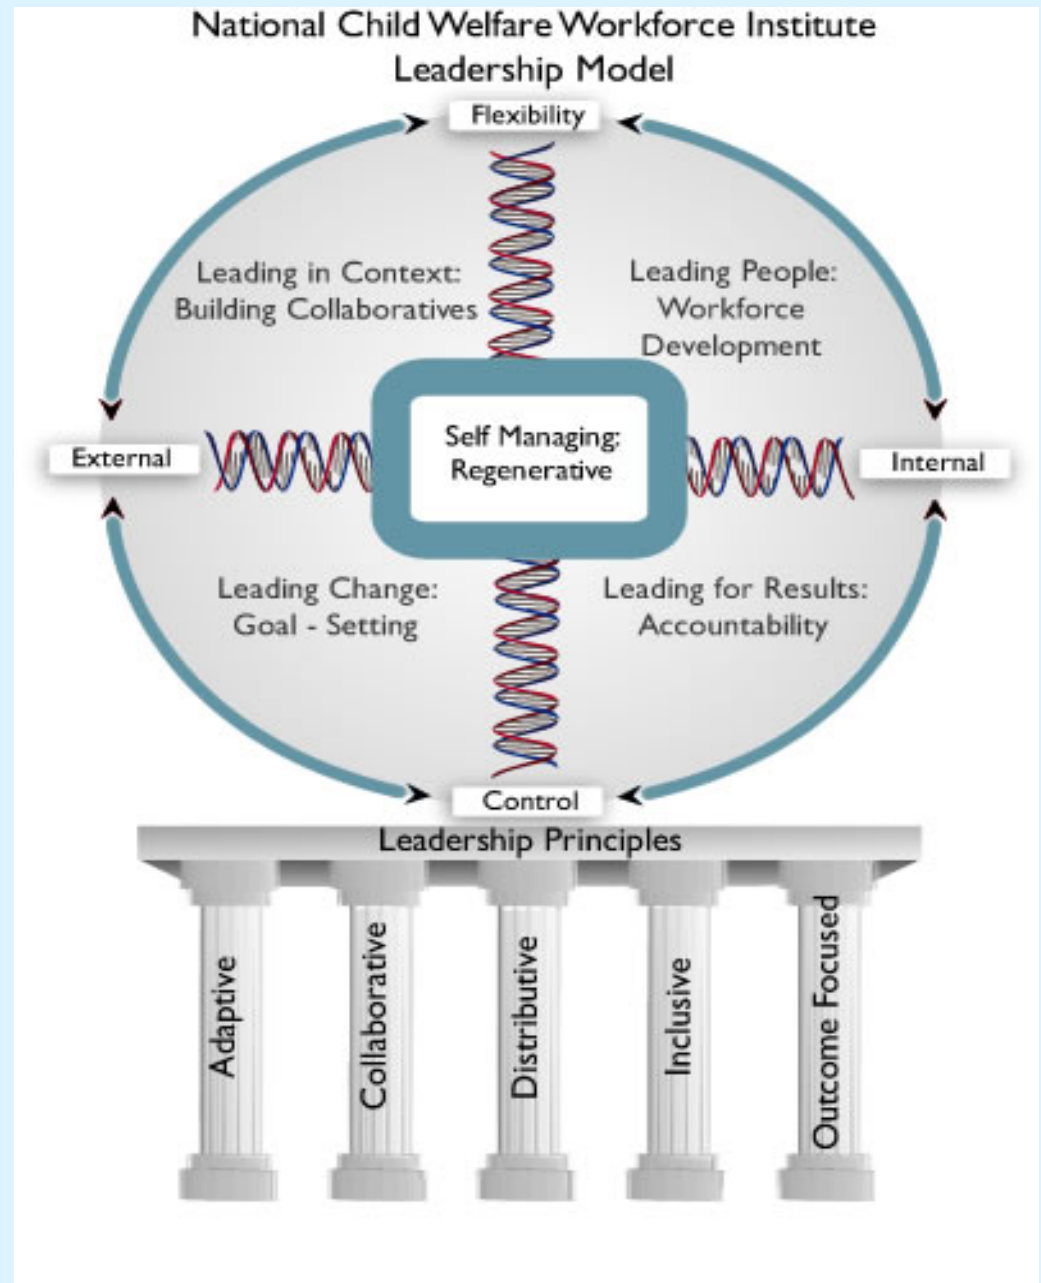 National Child Welfare Workforce Institute
Leadership Model
Flexibility
Leading in Context:
Building Collaboratives
Leading People:
Workforce
Development
External
Self Managing:
Regenerative
Internal
Leading Change:
Goal - Setting
Leading for Results:
Accountability
Control
Leadership Principles
Adaptive
Collaborative
Distributive
Inclusive
Outcome Focused